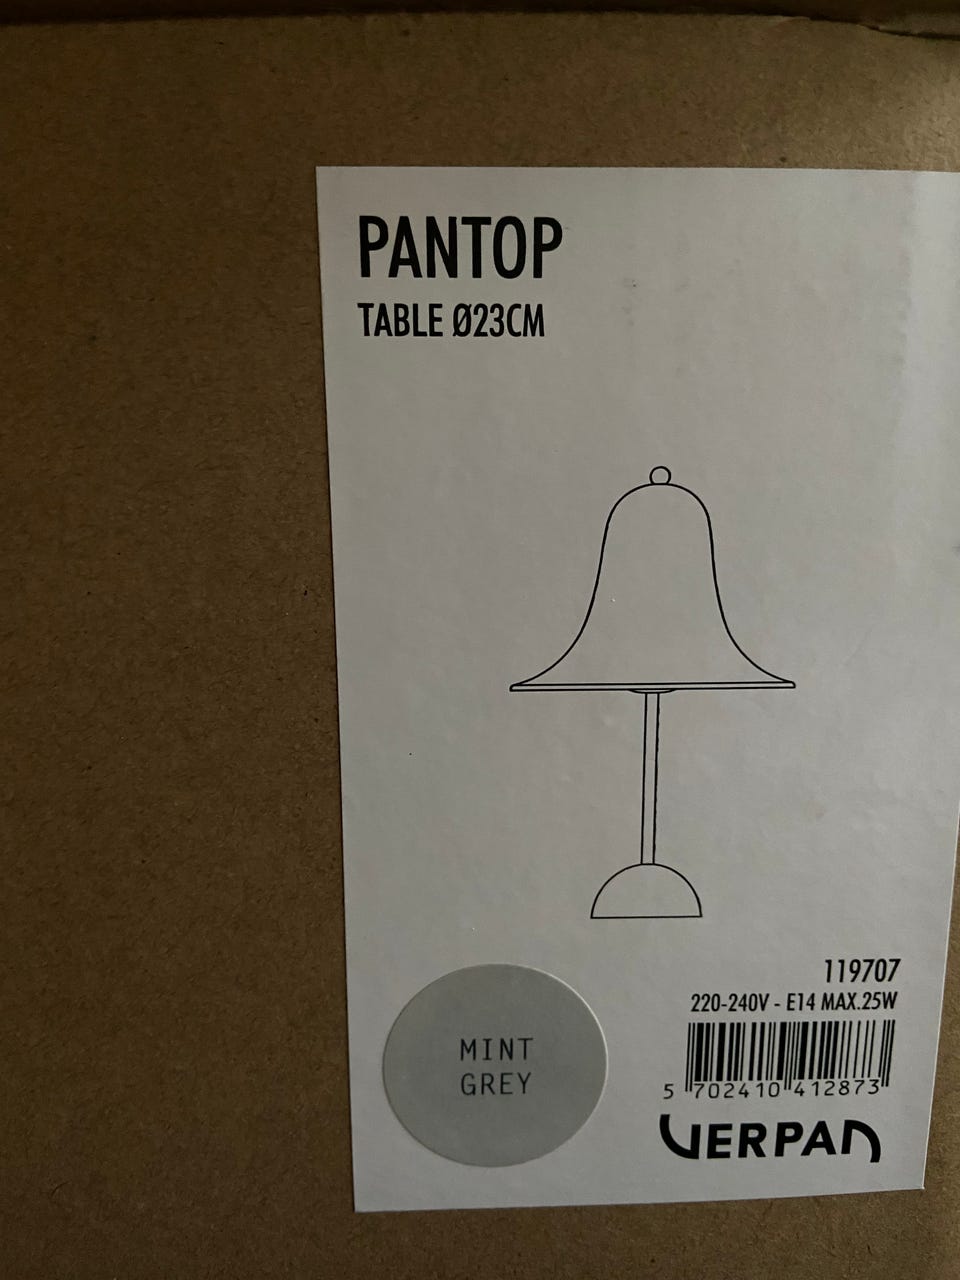 PANTOP
TABLE Ø23CM
119707
220-240V - E14 MAX.25W
MINT
GREY
5 702410 412873
VERPAN